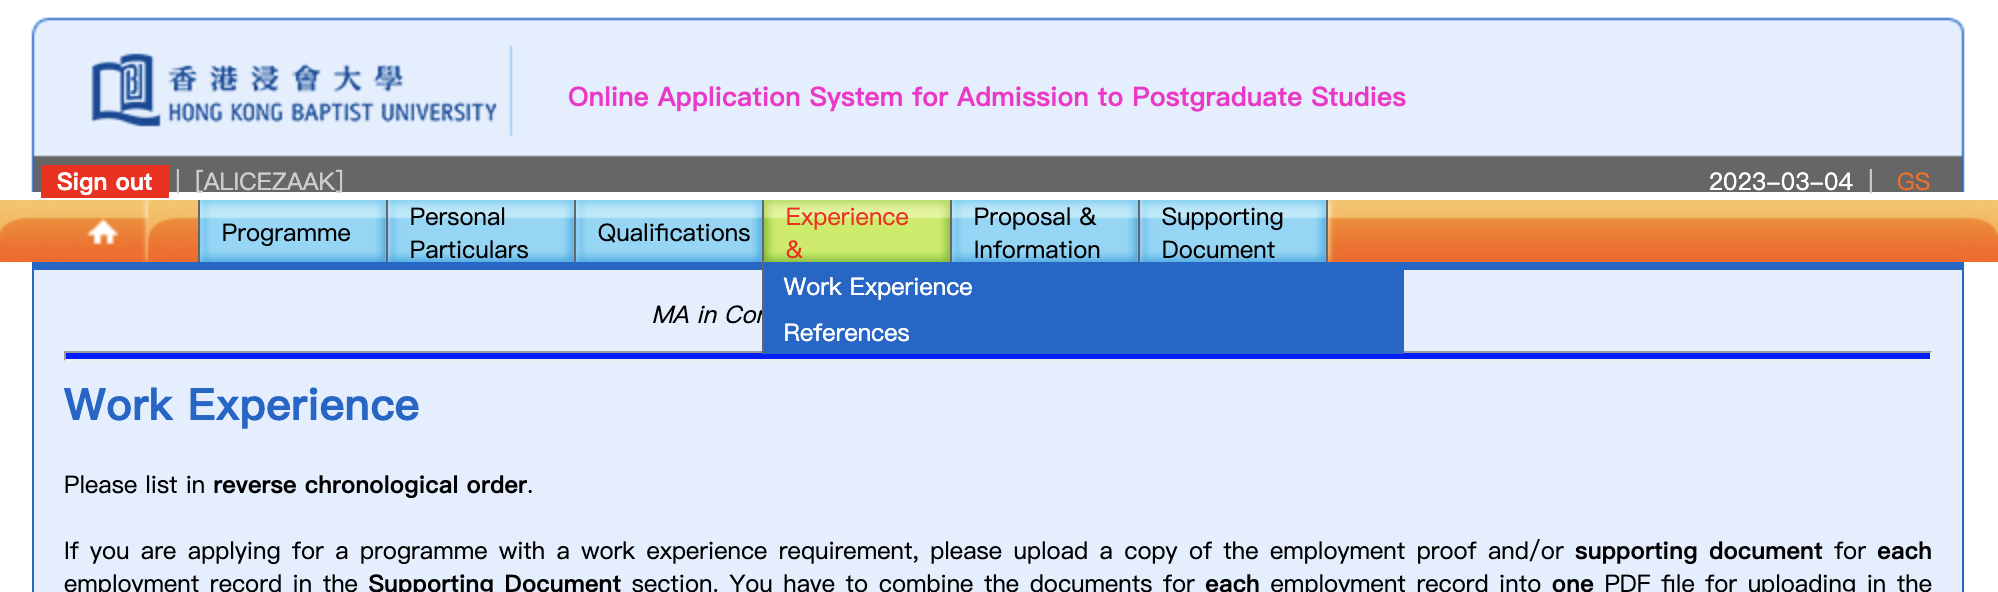 香港浸會大學
HONG KONG BAPTIST UNIVERSITY
Online Application System for Admission to Postgraduate Studies
Sign out | [ALICEZAAK]
2023-03-04 | GS
Programme
Personal
Particulars
Qualifications
Experience
&
Proposal &
Information
Supporting
Document
Work Experience
References
MA in
Work Experience
Please list in reverse chronological order.
If you are applying for a programme with a work experience requirement, please upload a copy of the employment proof and/or supporting document for each
employment record in the Supporting Document section. You have to combine the documents for each employment record into one PDF file for uploading in the